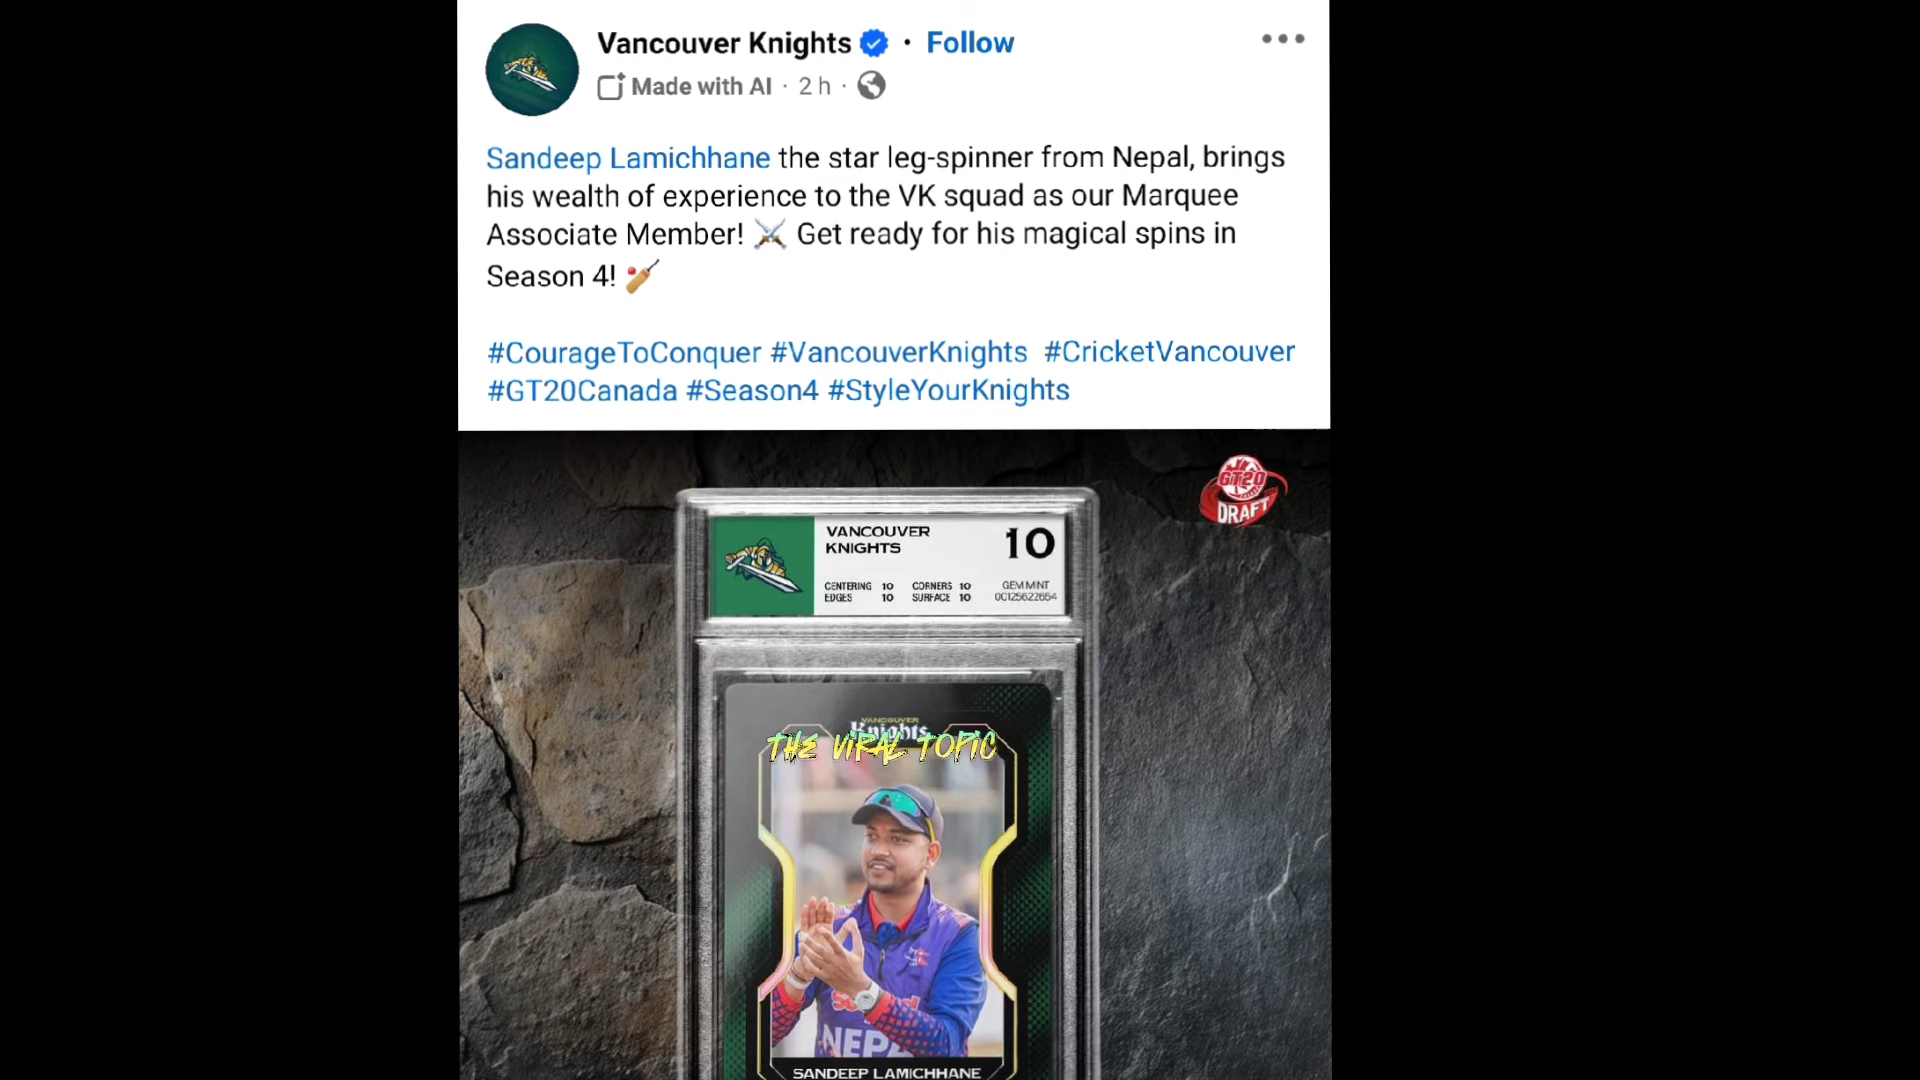 Vancouver Knights · Follow
Made with AI · 2 h ·
Sandeep Lamichhane the star leg-spinner from Nepal, brings
his wealth of experience to the VK squad as our Marquee
Associate Member! ⚔️ Get ready for his magical spins in
Season 4! 🏏
#CourageToConquer #VancouverKnights #CricketVancouver
#GT20Canada #Season4 #StyleYourKnights
GT20
DRAFT
VANCOUVER
KNIGHTS
10
CENTERING 10 CORNERS 10
EDGES 10 SURFACE 10
GEM MINT
0C125622654
VANCOUVER
Knights
THE ViRAL TOPiC
NEPA
SANDEEP LAMICHHANE